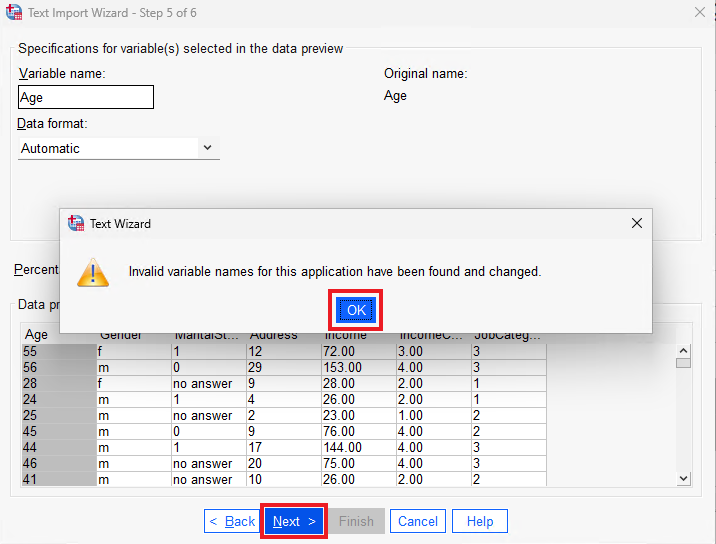 Text Import Wizard - Step 5 of 6
Specifications for variable(s) selected in the data preview
Variable name:
Original name:
Age
Age
Data format:
Automatic
Text Wizard
Invalid variable names for this application have been found and changed.
OK
Percent
Data pr
Age Gender MaritalSt... Address Income IncomeC... JobCateg...
55 f 1 12 72.00 3.00 3
56 m 0 29 153.00 4.00 3
28 f no answer 9 28.00 2.00 1
24 m 1 4 26.00 2.00 1
25 m no answer 2 23.00 1.00 2
45 m 0 9 76.00 4.00 2
44 m 1 17 144.00 4.00 3
46 m no answer 20 75.00 4.00 3
41 m no answer 10 26.00 2.00 2
< Back Next > Finish Cancel Help